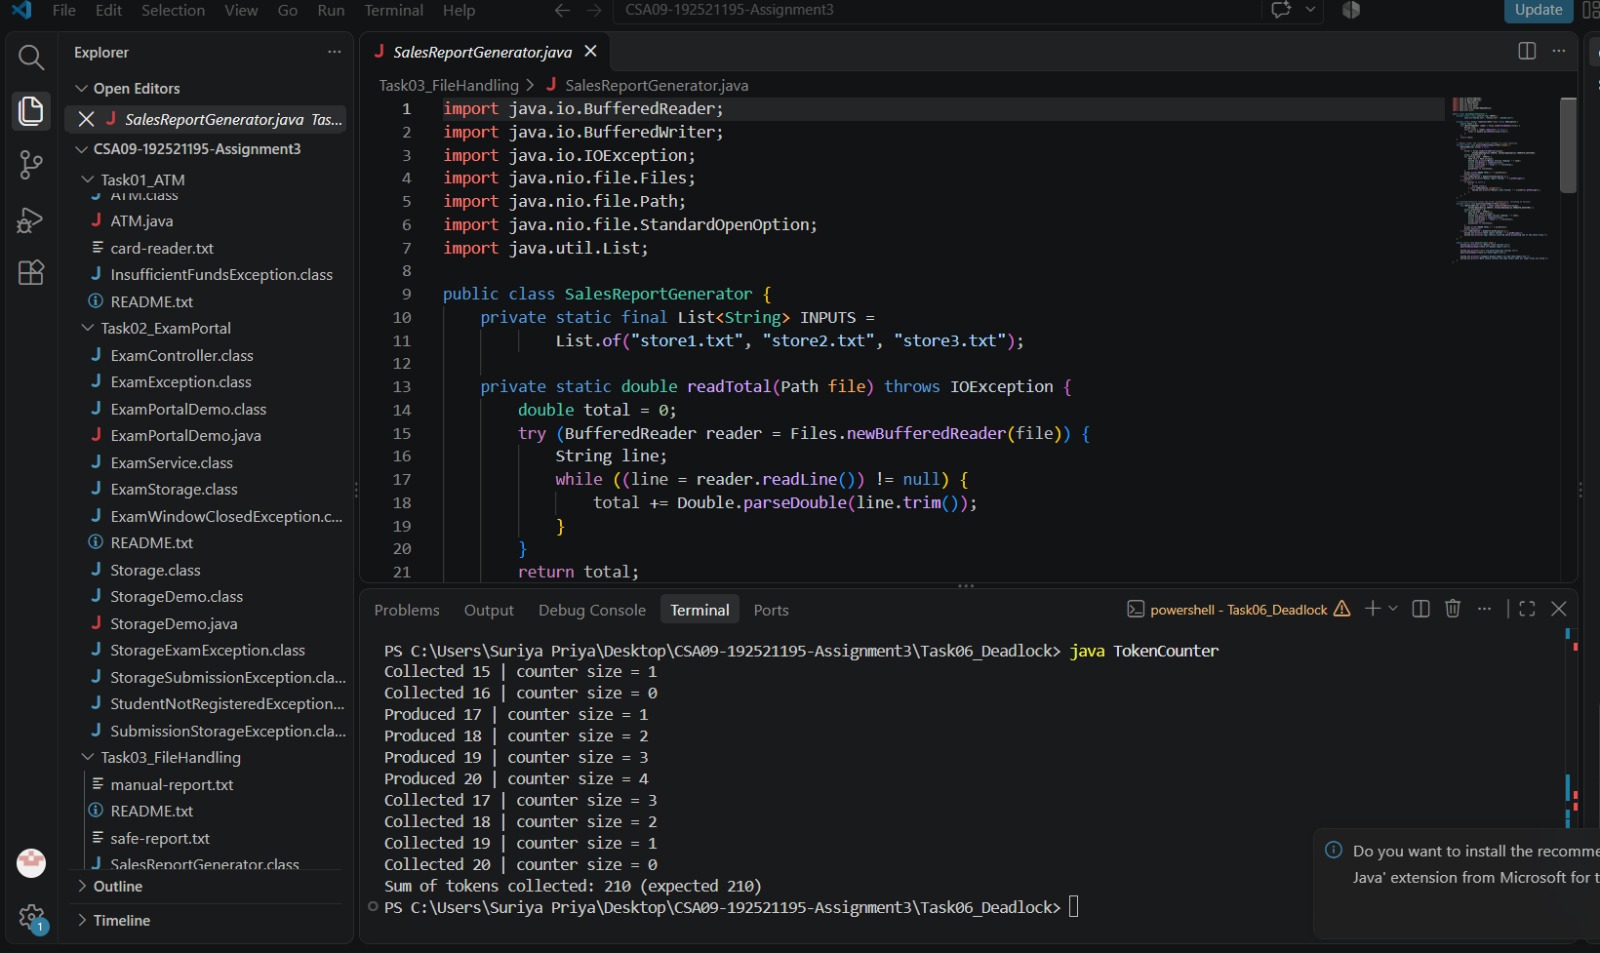 File Edit Selection View Go Run Terminal Help
CSA09-192521195-Assignment3
Update
Explorer
Open Editors
SalesReportGenerator.java Tas...
CSA09-192521195-Assignment3
Task01_ATM
ATM.class
ATM.java
card-reader.txt
InsufficientFundsException.class
README.txt
Task02_ExamPortal
ExamController.class
ExamException.class
ExamPortalDemo.class
ExamPortalDemo.java
ExamService.class
ExamStorage.class
ExamWindowClosedException.c...
README.txt
Storage.class
StorageDemo.class
StorageDemo.java
StorageExamException.class
StorageSubmissionException.cla...
StudentNotRegisteredException...
SubmissionStorageException.cla...
Task03_FileHandling
manual-report.txt
README.txt
safe-report.txt
SalesReportGenerator.class
Outline
Timeline
1
SalesReportGenerator.java
Task03_FileHandling > SalesReportGenerator.java
1 import java.io.BufferedReader;
2 import java.io.BufferedWriter;
3 import java.io.IOException;
4 import java.nio.file.Files;
5 import java.nio.file.Path;
6 import java.nio.file.StandardOpenOption;
7 import java.util.List;
8
9 public class SalesReportGenerator {
10 private static final List<String> INPUTS =
11 List.of("store1.txt", "store2.txt", "store3.txt");
12
13 private static double readTotal(Path file) throws IOException {
14 double total = 0;
15 try (BufferedReader reader = Files.newBufferedReader(file)) {
16 String line;
17 while ((line = reader.readLine()) != null) {
18 total += Double.parseDouble(line.trim());
19 }
20 }
21 return total;
Problems Output Debug Console Terminal Ports
powershell - Task06_Deadlock
PS C:\Users\Suriya Priya\Desktop\CSA09-192521195-Assignment3\Task06_Deadlock> java TokenCounter
Collected 15 | counter size = 1
Collected 16 | counter size = 0
Produced 17 | counter size = 1
Produced 18 | counter size = 2
Produced 19 | counter size = 3
Produced 20 | counter size = 4
Collected 17 | counter size = 3
Collected 18 | counter size = 2
Collected 19 | counter size = 1
Collected 20 | counter size = 0
Sum of tokens collected: 210 (expected 210)
PS C:\Users\Suriya Priya\Desktop\CSA09-192521195-Assignment3\Task06_Deadlock>
Do you want to install the recomme
Java' extension from Microsoft for t